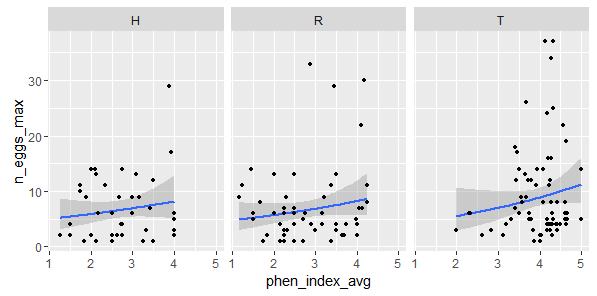 H R T
n_eggs_max
30
20
10
0
1 2 3 4 5 1 2 3 4 5 1 2 3 4 5
phen_index_avg